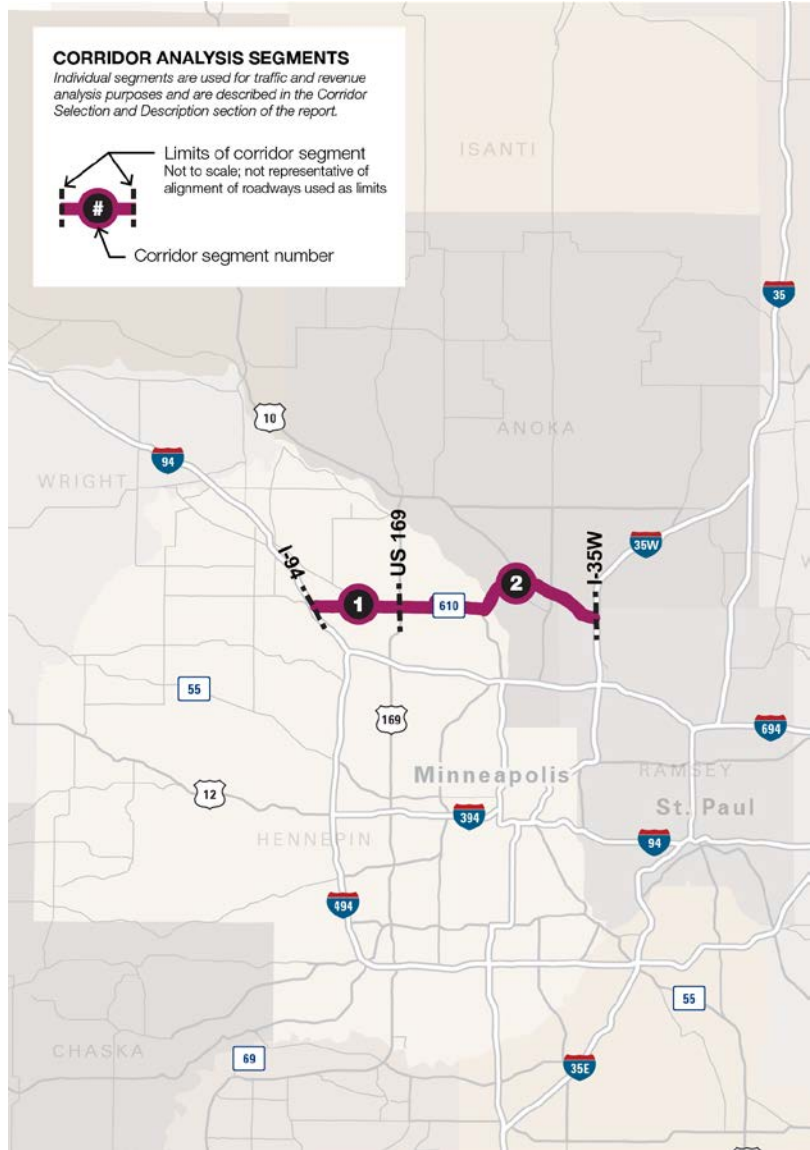 CORRIDOR ANALYSIS SEGMENTS
Individual segments are used for traffic and revenue
analysis purposes and are described in the Corridor
Selection and Description section of the report.
Limits of corridor segment
Not to scale; not representative of
alignment of roadways used as limits
#
Corridor segment number
ISANTI
35
10
ANOKA
94
WRIGHT
35W
US 169
I-35W
I-94
1
2
610
55
169
694
Minneapolis
RAMSEY
12
St. Paul
394
HENNEPIN
94
494
55
CHASKA
69
35E